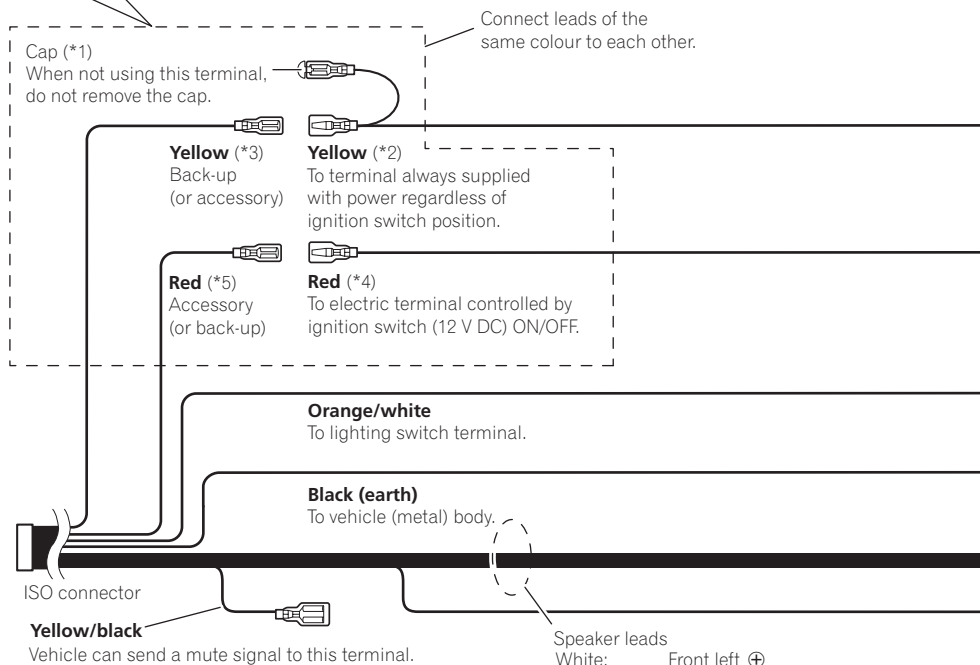 Connect leads of the
same colour to each other.
Cap (*1)
When not using this terminal,
do not remove the cap.
Yellow (*3)
Back-up
(or accessory)
Yellow (*2)
To terminal always supplied
with power regardless of
ignition switch position.
Red (*5)
Accessory
(or back-up)
Red (*4)
To electric terminal controlled by
ignition switch (12 V DC) ON/OFF.
Orange/white
To lighting switch terminal.
Black (earth)
To vehicle (metal) body.
ISO connector
Yellow/black
Vehicle can send a mute signal to this terminal.
Speaker leads
White: Front left ⊕